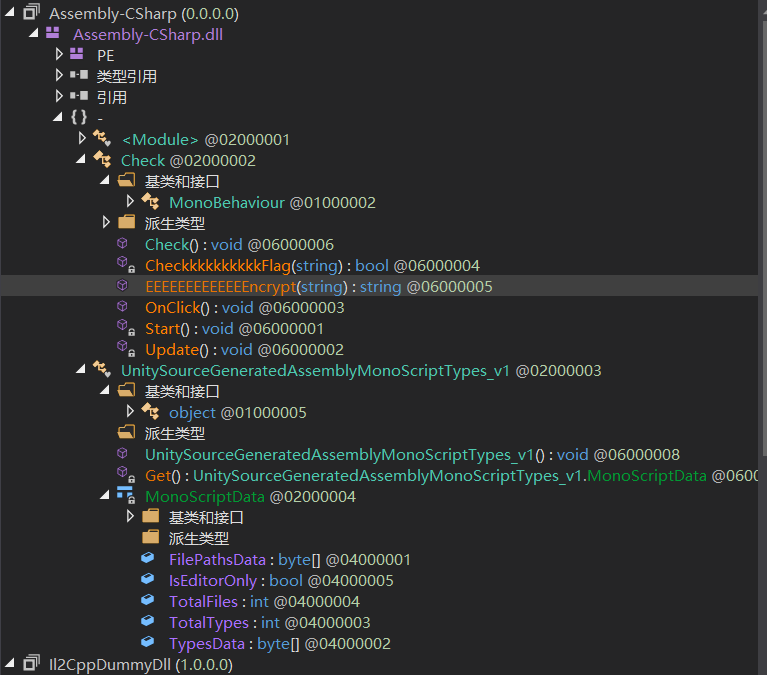 Assembly-CSharp (0.0.0.0)
Assembly-CSharp.dll
PE
类型引用
引用
{ } -
<Module> @02000001
Check @02000002
基类和接口
MonoBehaviour @01000002
派生类型
Check() : void @06000006
CheckkkkkkkkkkFlag(string) : bool @06000004
EEEEEEEEEEEEEncrypt(string) : string @06000005
OnClick() : void @06000003
Start() : void @06000001
Update() : void @06000002
UnitySourceGeneratedAssemblyMonoScriptTypes_v1 @02000003
基类和接口
object @01000005
派生类型
UnitySourceGeneratedAssemblyMonoScriptTypes_v1() : void @06000008
Get() : UnitySourceGeneratedAssemblyMonoScriptTypes_v1.MonoScriptData @0600
MonoScriptData @02000004
基类和接口
派生类型
FilePathsData : byte[] @04000001
IsEditorOnly : bool @04000005
TotalFiles : int @04000004
TotalTypes : int @04000003
TypesData : byte[] @04000002
Il2CppDummyDll (1.0.0.0)